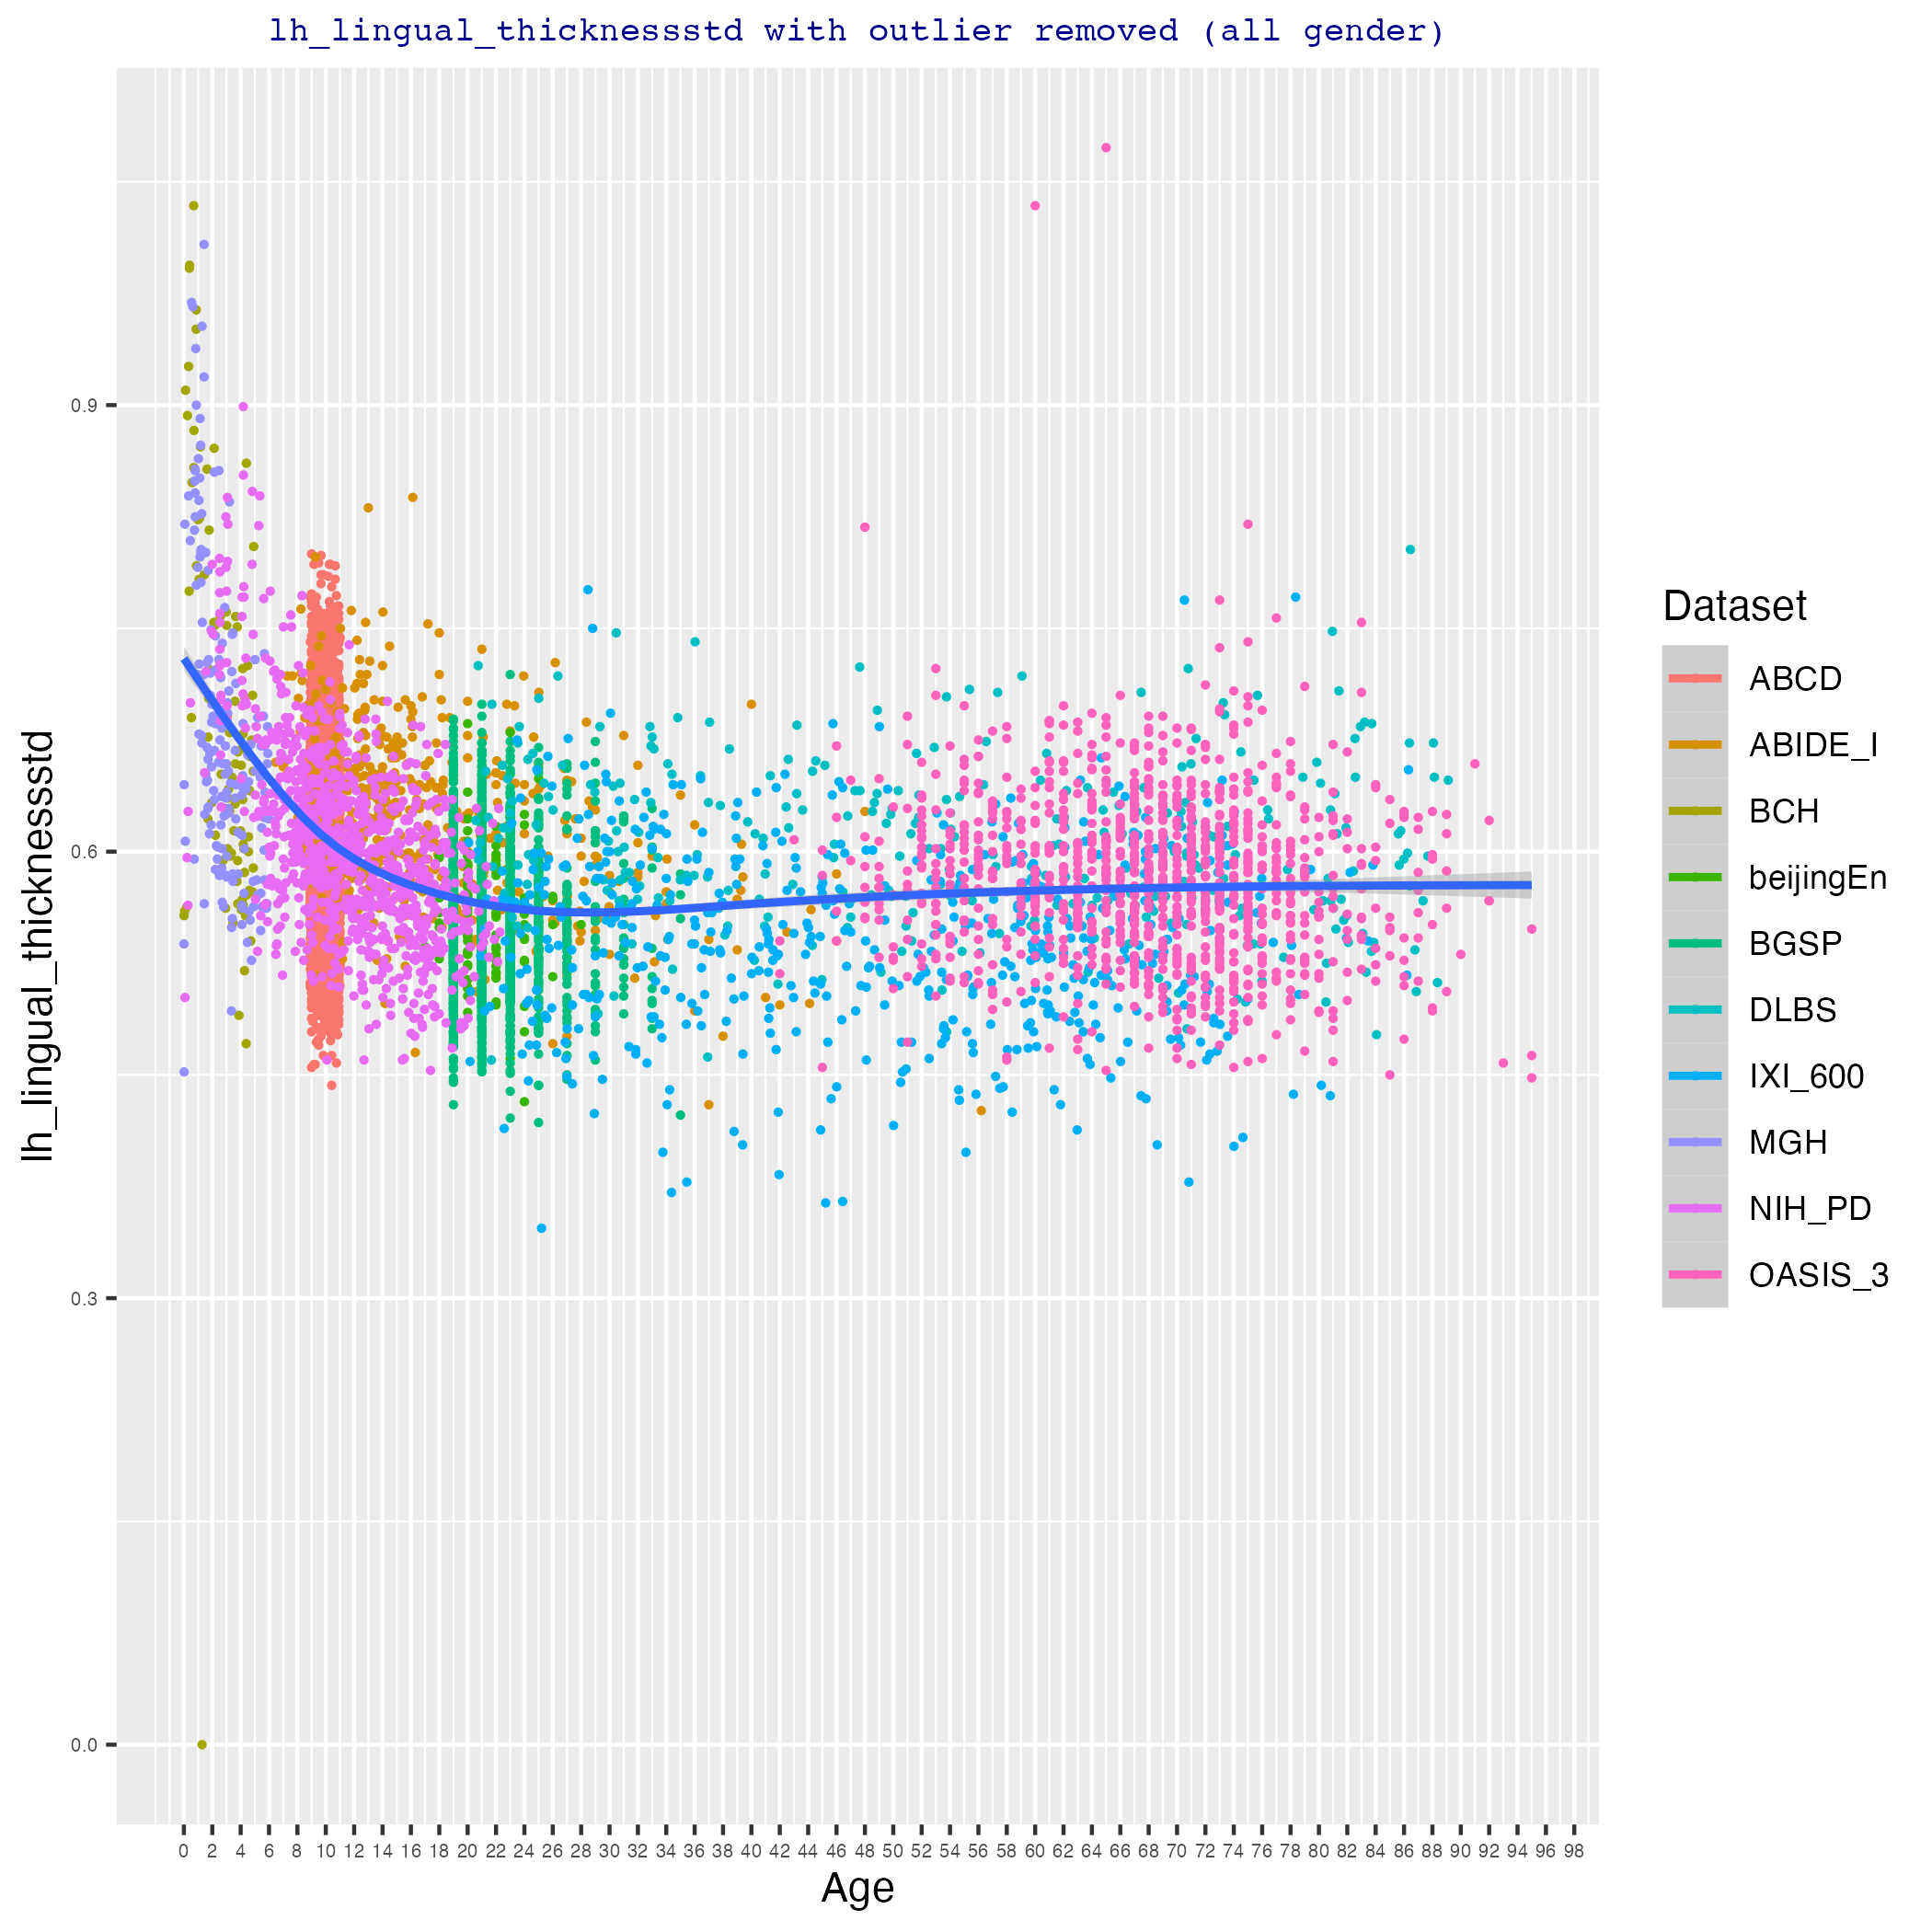 lh_lingual_thicknessstd with outlier removed (all gender)
lh_lingual_thicknessstd
0.9
0.6
0.3
0.0
0 2 4 6 8 10 12 14 16 18 20 22 24 26 28 30 32 34 36 38 40 42 44 46 48 50 52 54 56 58 60 62 64 66 68 70 72 74 76 78 80 82 84 86 88 90 92 94 96 98
Age
Dataset
ABCD
ABIDE_I
BCH
beijingEn
BGSP
DLBS
IXI_600
MGH
NIH_PD
OASIS_3